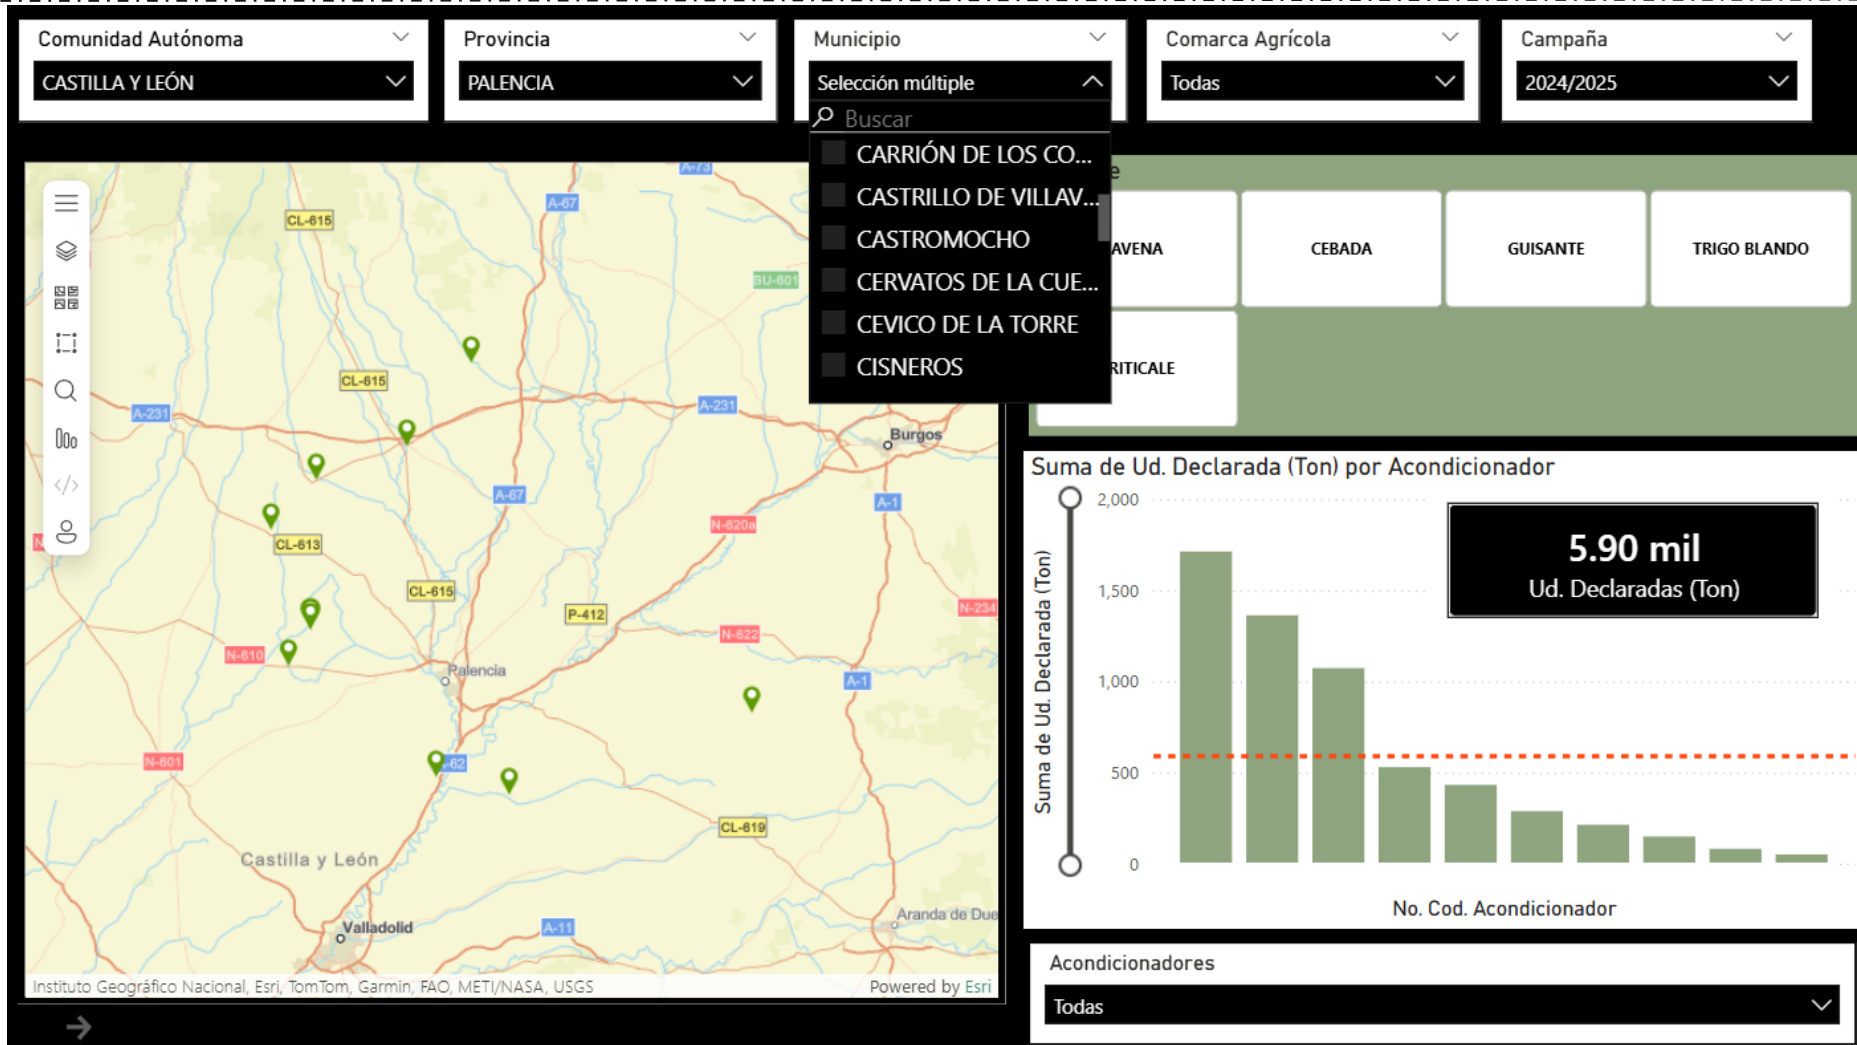 Comunidad Autónoma
CASTILLA Y LEÓN
Provincia
PALENCIA
Municipio
Selección múltiple
Buscar
CARRIÓN DE LOS CO...
CASTRILLO DE VILLAV...
CASTROMOCHO
CERVATOS DE LA CUE...
CEVICO DE LA TORRE
CISNEROS
Comarca Agrícola
Todas
Campaña
2024/2025
A-73
CL-615
A-67
BU-601
CL-615
A-231
A-231
Burgos
A-67
A-1
N-620a
CL-613
CL-615
P-412
N-234
N-622
N-610
Palencia
A-1
N-601
-62
CL-619
Castilla y León
Aranda de Due
Valladolid
A-11
Instituto Geográfico Nacional, Esri, TomTom, Garmin, FAO, METI/NASA, USGS
Powered by Esri
AVENA
CEBADA
GUISANTE
TRIGO BLANDO
RITICALE
Suma de Ud. Declarada (Ton) por Acondicionador
Suma de Ud. Declarada (Ton)
2,000
1,500
1,000
500
0
5.90 mil
Ud. Declaradas (Ton)
No. Cod. Acondicionador
Acondicionadores
Todas